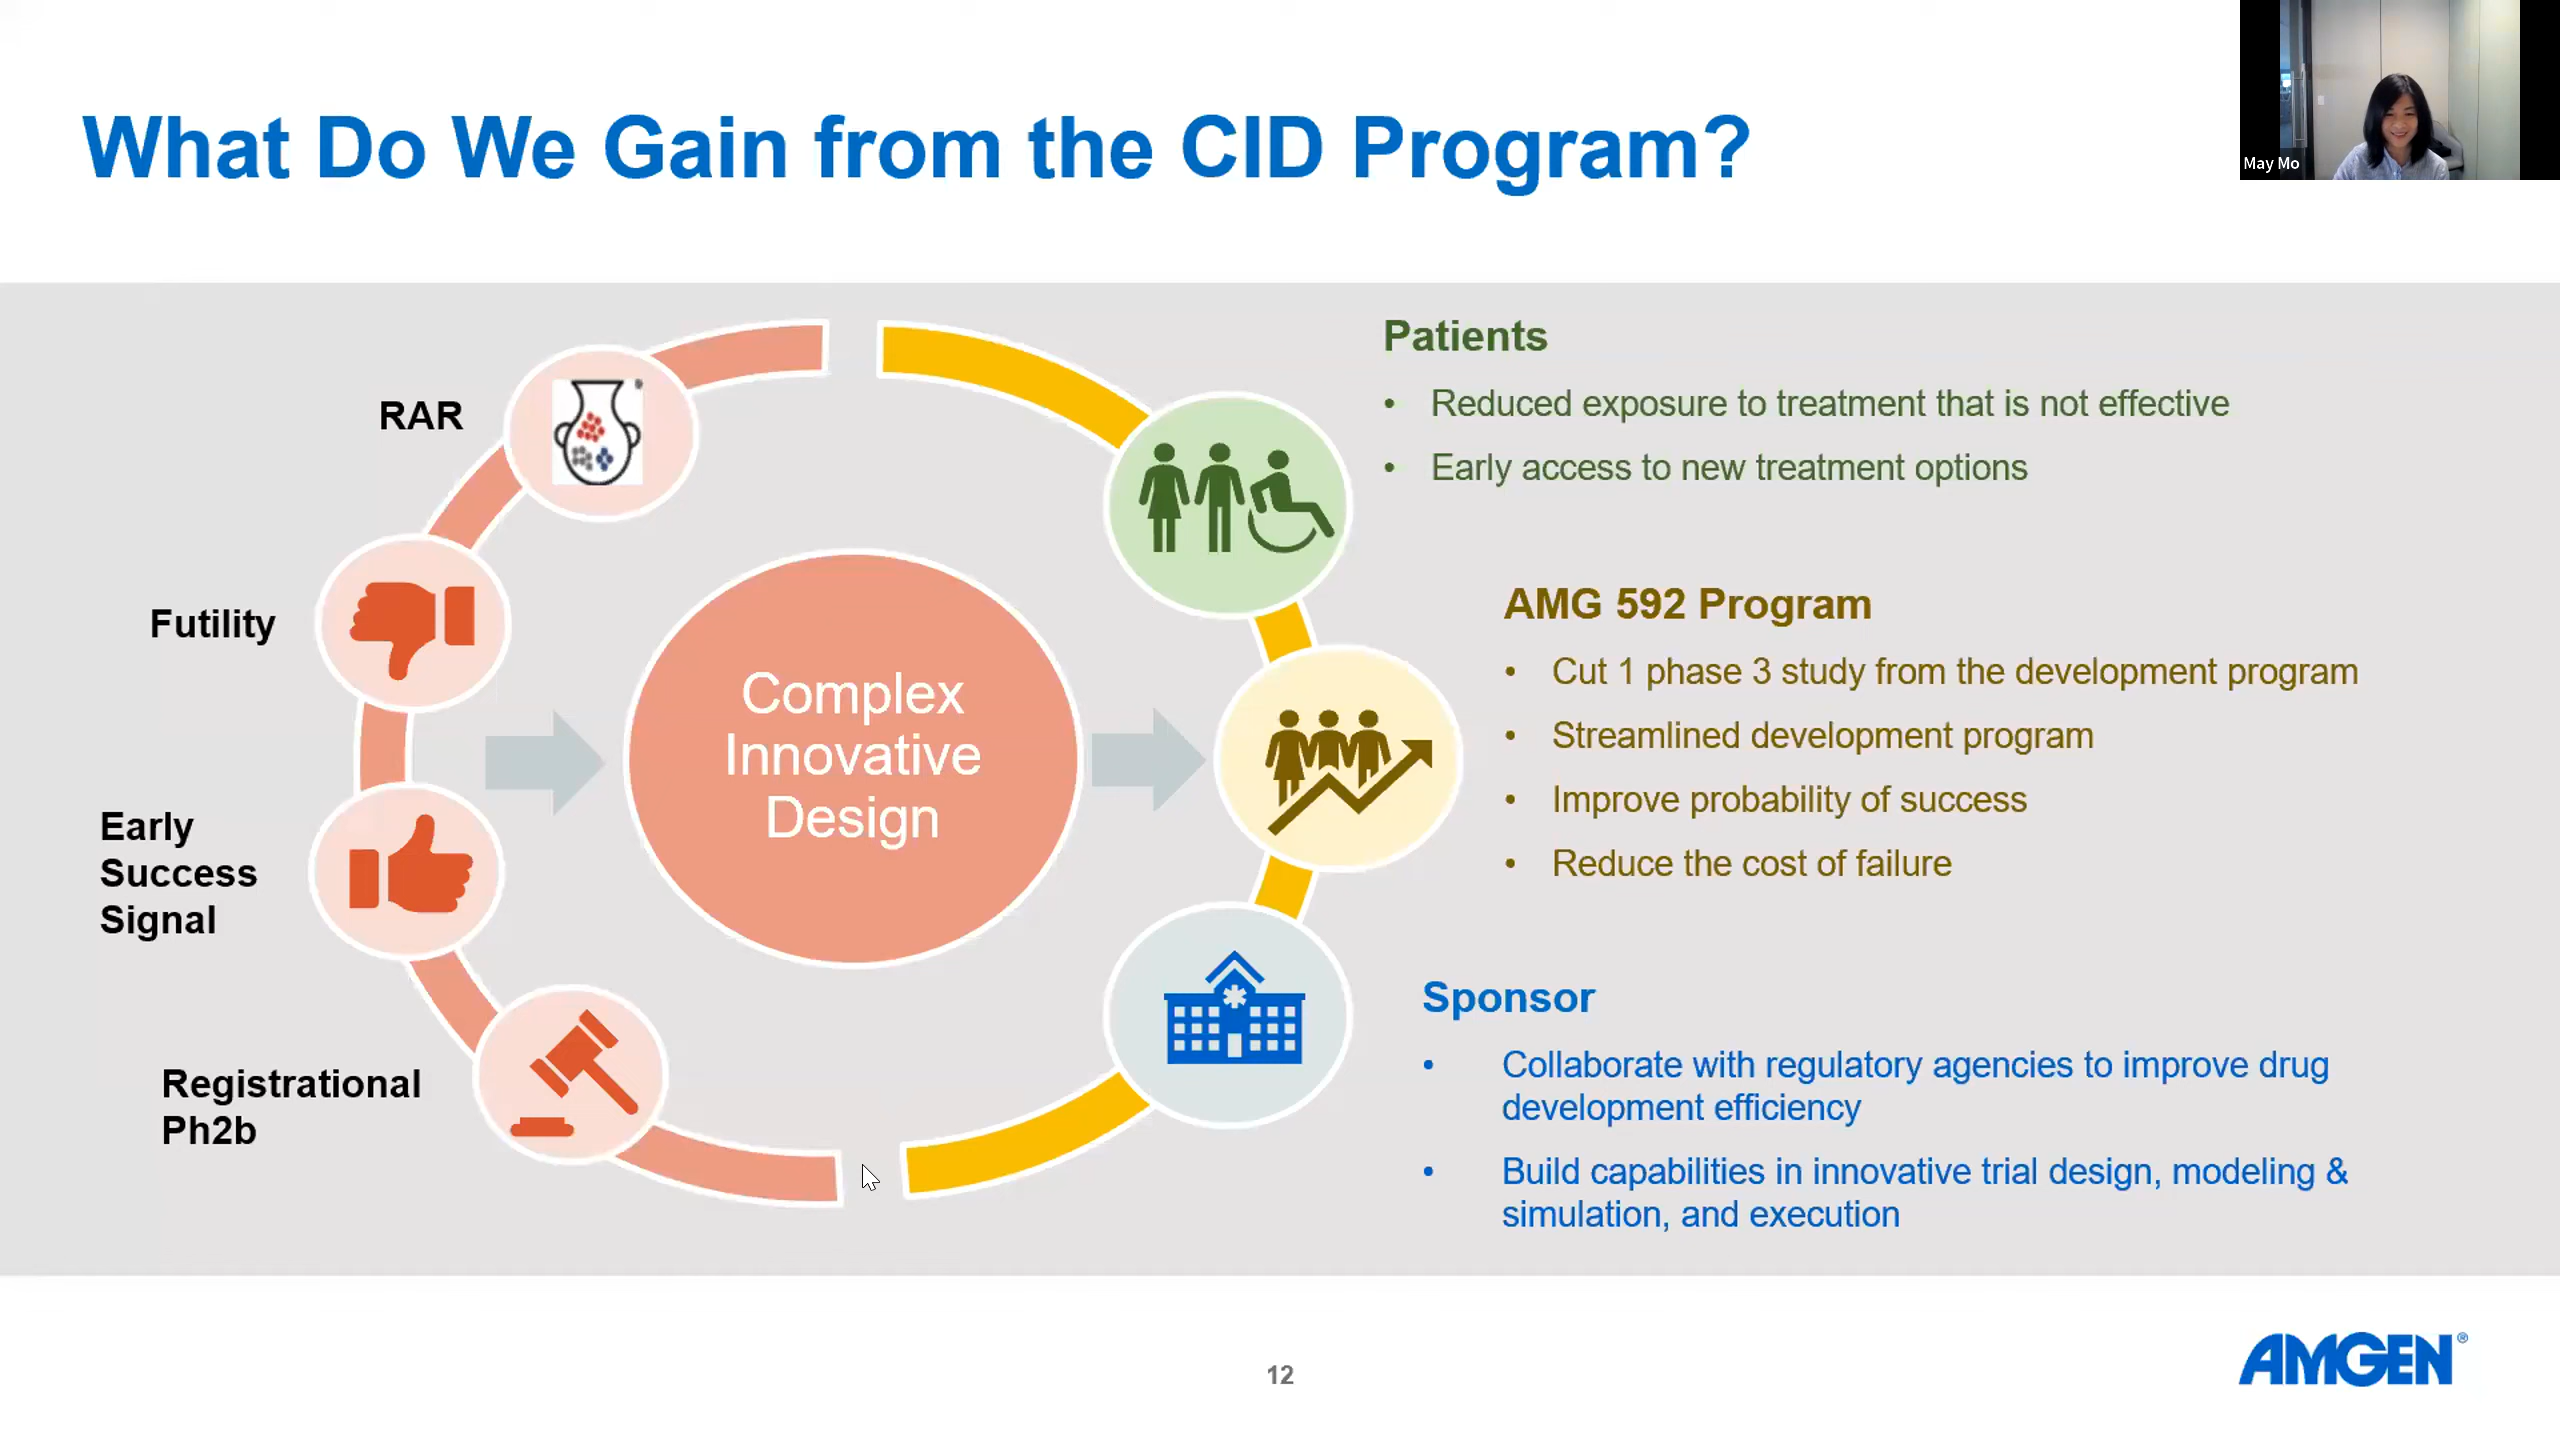 What Do We Gain from the CID Program?
May Mo
RAR
Futility
Early
Success
Signal
Registrational
Ph2b
Complex
Innovative
Design
Patients
• Reduced exposure to treatment that is not effective
• Early access to new treatment options
AMG 592 Program
• Cut 1 phase 3 study from the development program
• Streamlined development program
• Improve probability of success
• Reduce the cost of failure
Sponsor
• Collaborate with regulatory agencies to improve drug
development efficiency
• Build capabilities in innovative trial design, modeling &
simulation, and execution
12
AMGEN®